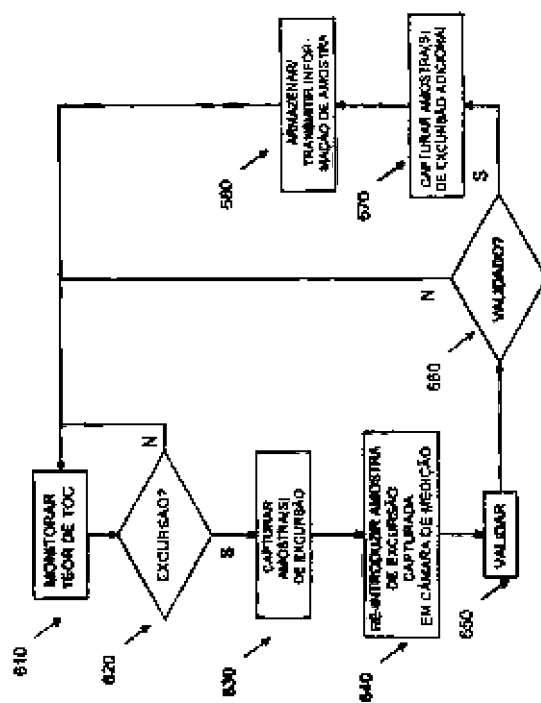 610
MONITORAR
TEOR DE TOC
620
EXCURSÃO?
N
S
630
CAPTURAR
AMOSTRA(S)
DE EXCURSÃO
640
RE-INTRODUZIR AMOSTRA
DE EXCURSÃO
CAPTURADA
EM CÂMARA DE MEDIÇÃO
650
VALIDAR
660
VALIDADO?
N
S
670
CAPTURAR AMOSTRA(S)
DE EXCURSÃO ADICIONAL
680
ARMAZENAR/
TRANSMITIR INFOR-
MAÇÃO DE AMOSTRA